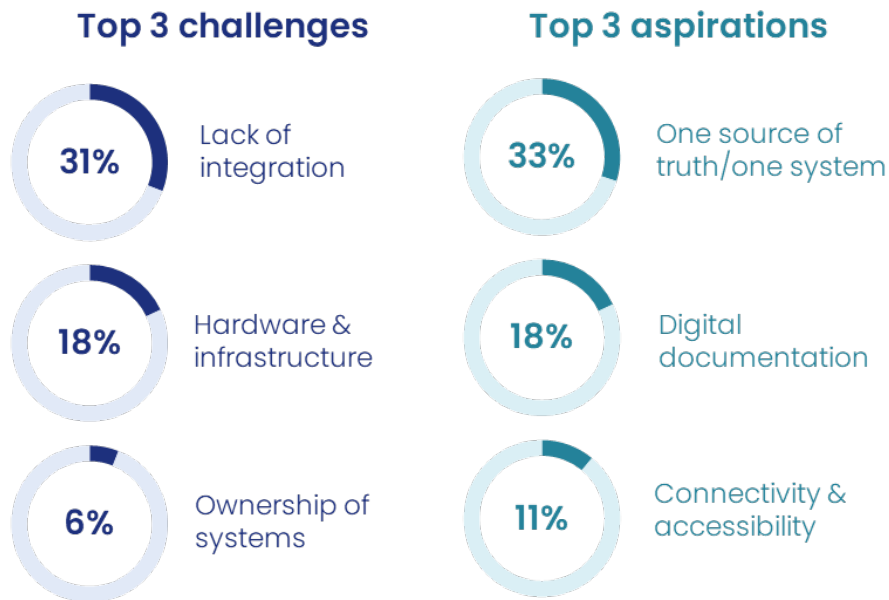 Top 3 challenges
31%
Lack of
integration
18%
Hardware &
infrastructure
6%
Ownership of
systems
Top 3 aspirations
33%
One source of
truth/one system
18%
Digital
documentation
11%
Connectivity &
accessibility